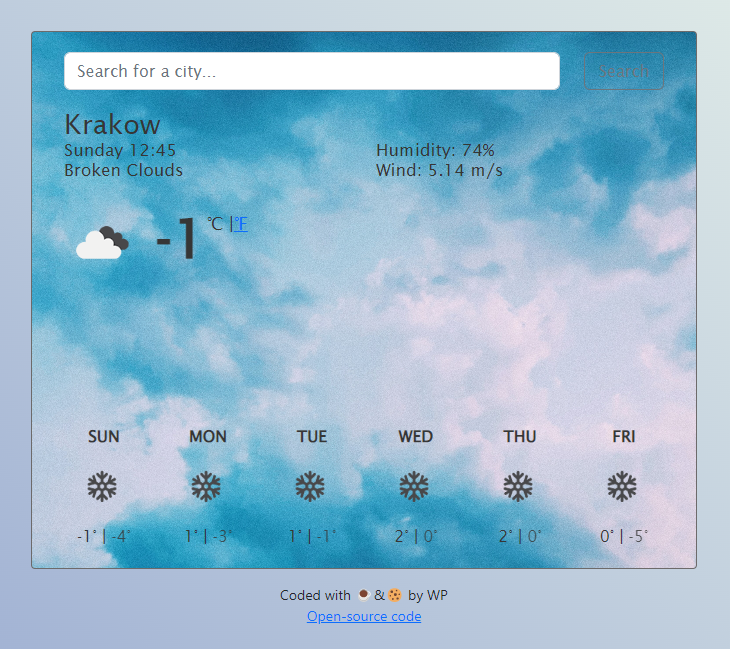 Search for a city...
Search
Krakow
Sunday 12:45
Humidity: 74%
Broken Clouds
Wind: 5.14 m/s
-1 °C |°F
SUN MON TUE WED THU FRI
-1° | -4° 1° | -3° 1° | -1° 2° | 0° 2° | 0° 0° | -5°
Coded with ☕ & 🍪 by WP
Open-source code